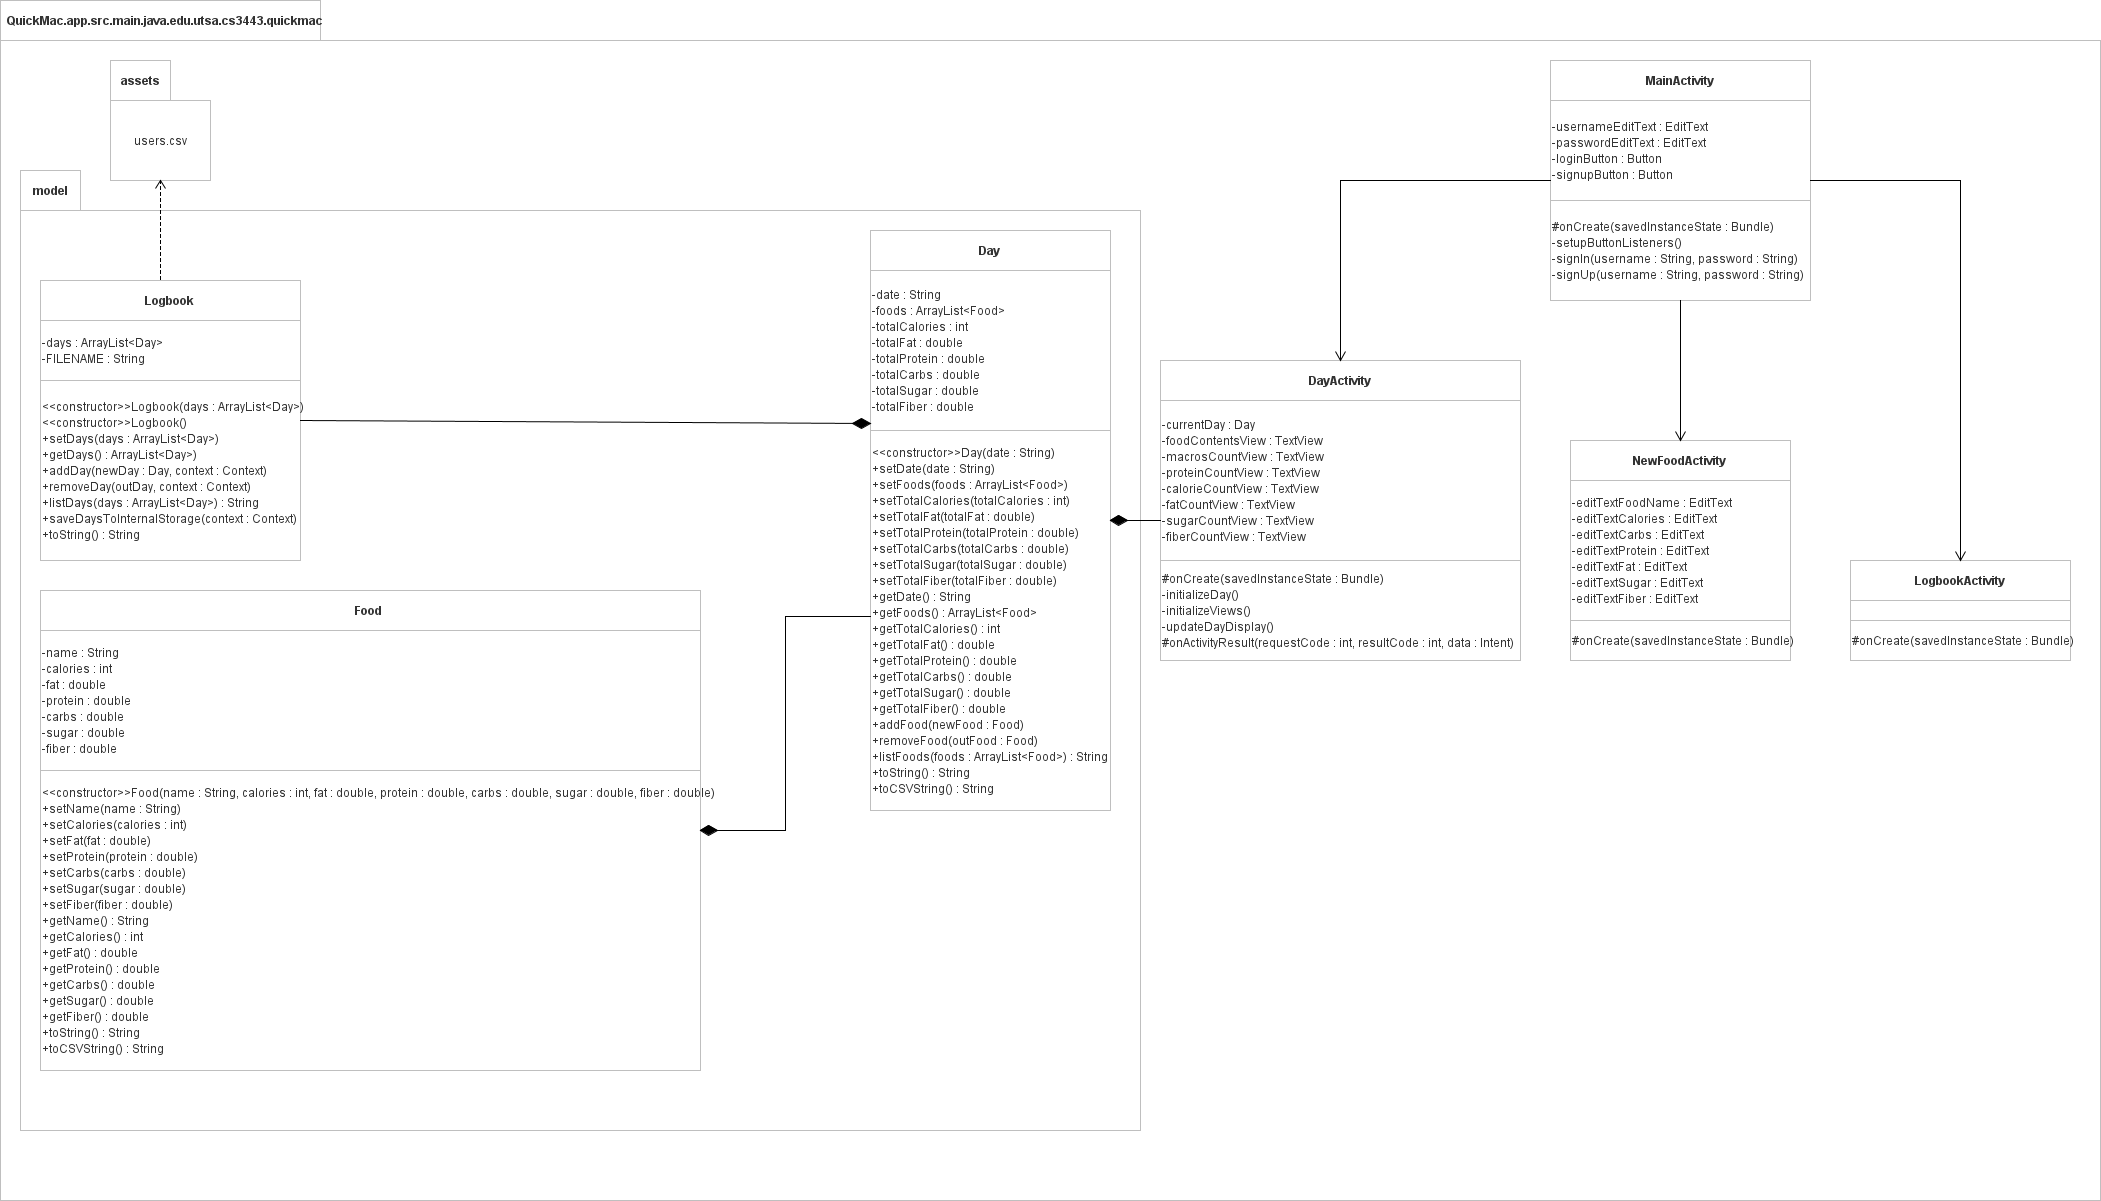 QuickMac.app.src.main.java.edu.utsa.cs3443.quickmac
assets
users.csv
model
Logbook
-days : ArrayList<Day>
-FILENAME : String
<<constructor>>Logbook(days : ArrayList<Day>)
<<constructor>>Logbook()
+setDays(days : ArrayList<Day>)
+getDays() : ArrayList<Day>)
+addDay(newDay : Day, context : Context)
+removeDay(outDay, context : Context)
+listDays(days : ArrayList<Day>) : String
+saveDaysToInternalStorage(context : Context)
+toString() : String
Food
-name : String
-calories : int
-fat : double
-protein : double
-carbs : double
-sugar : double
-fiber : double
<<constructor>>Food(name : String, calories : int, fat : double, protein : double, carbs : double, sugar : double, fiber : double)
+setName(name : String)
+setCalories(calories : int)
+setFat(fat : double)
+setProtein(protein : double)
+setCarbs(carbs : double)
+setSugar(sugar : double)
+setFiber(fiber : double)
+getName() : String
+getCalories() : int
+getFat() : double
+getProtein() : double
+getCarbs() : double
+getSugar() : double
+getFiber() : double
+toString() : String
+toCSVString() : String
Day
-date : String
-foods : ArrayList<Food>
-totalCalories : int
-totalFat : double
-totalProtein : double
-totalCarbs : double
-totalSugar : double
-totalFiber : double
<<constructor>>Day(date : String)
+setDate(date : String)
+setFoods(foods : ArrayList<Food>)
+setTotalCalories(totalCalories : int)
+setTotalFat(totalFat : double)
+setTotalProtein(totalProtein : double)
+setTotalCarbs(totalCarbs : double)
+setTotalSugar(totalSugar : double)
+setTotalFiber(totalFiber : double)
+getDate() : String
+getFoods() : ArrayList<Food>
+getTotalCalories() : int
+getTotalFat() : double
+getTotalProtein() : double
+getTotalCarbs() : double
+getTotalSugar() : double
+getTotalFiber() : double
+addFood(newFood : Food)
+removeFood(outFood : Food)
+listFoods(foods : ArrayList<Food>) : String
+toString() : String
+toCSVString() : String
DayActivity
-currentDay : Day
-foodContentsView : TextView
-macrosCountView : TextView
-proteinCountView : TextView
-calorieCountView : TextView
-fatCountView : TextView
-sugarCountView : TextView
-fiberCountView : TextView
#onCreate(savedInstanceState : Bundle)
-initializeDay()
-initializeViews()
-updateDayDisplay()
#onActivityResult(requestCode : int, resultCode : int, data : Intent)
MainActivity
-usernameEditText : EditText
-passwordEditText : EditText
-loginButton : Button
-signupButton : Button
#onCreate(savedInstanceState : Bundle)
-setupButtonListeners()
-signIn(username : String, password : String)
-signUp(username : String, password : String)
NewFoodActivity
-editTextFoodName : EditText
-editTextCalories : EditText
-editTextCarbs : EditText
-editTextProtein : EditText
-editTextFat : EditText
-editTextSugar : EditText
-editTextFiber : EditText
#onCreate(savedInstanceState : Bundle)
LogbookActivity
#onCreate(savedInstanceState : Bundle)